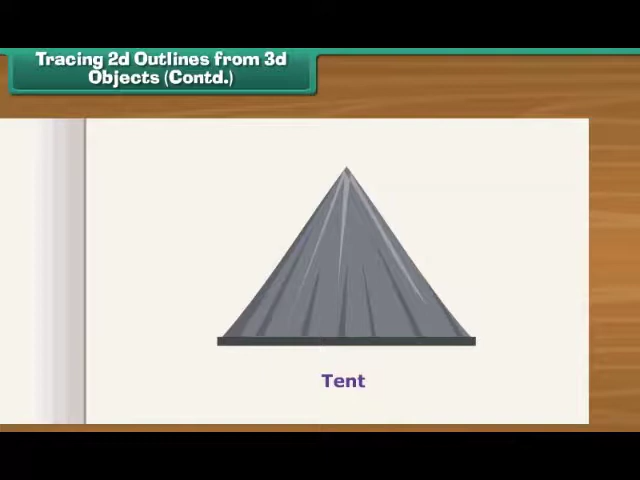 Tracing 2d Outlines from 3d
Objects (Contd.)
Tent